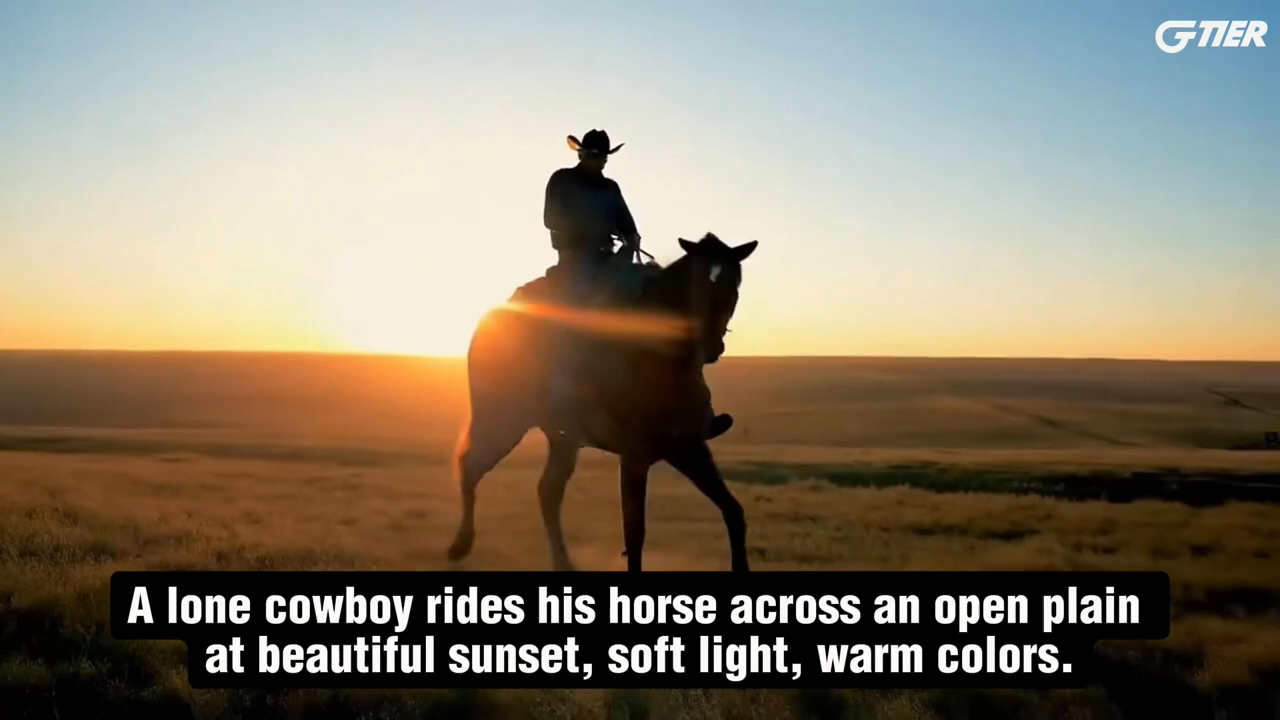 GTIER
A lone cowboy rides his horse across an open plain
at beautiful sunset, soft light, warm colors.